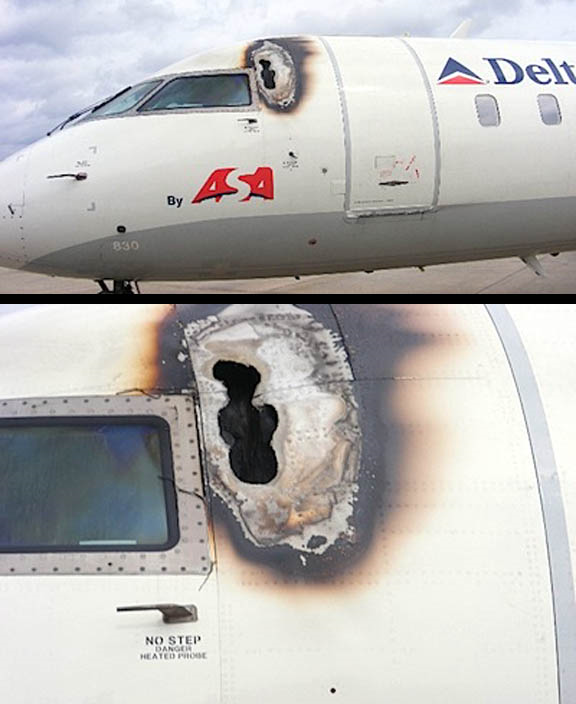 Delt
By ASA
830
NO STEP
DANGER
HEATED PROBE